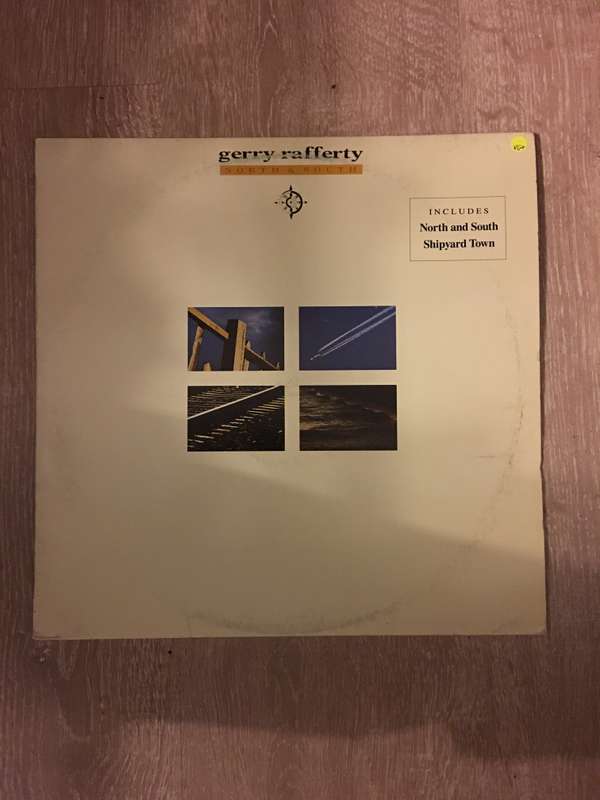 gerry rafferty
NORTH & SOUTH
INCLUDES
North and South
Shipyard Town